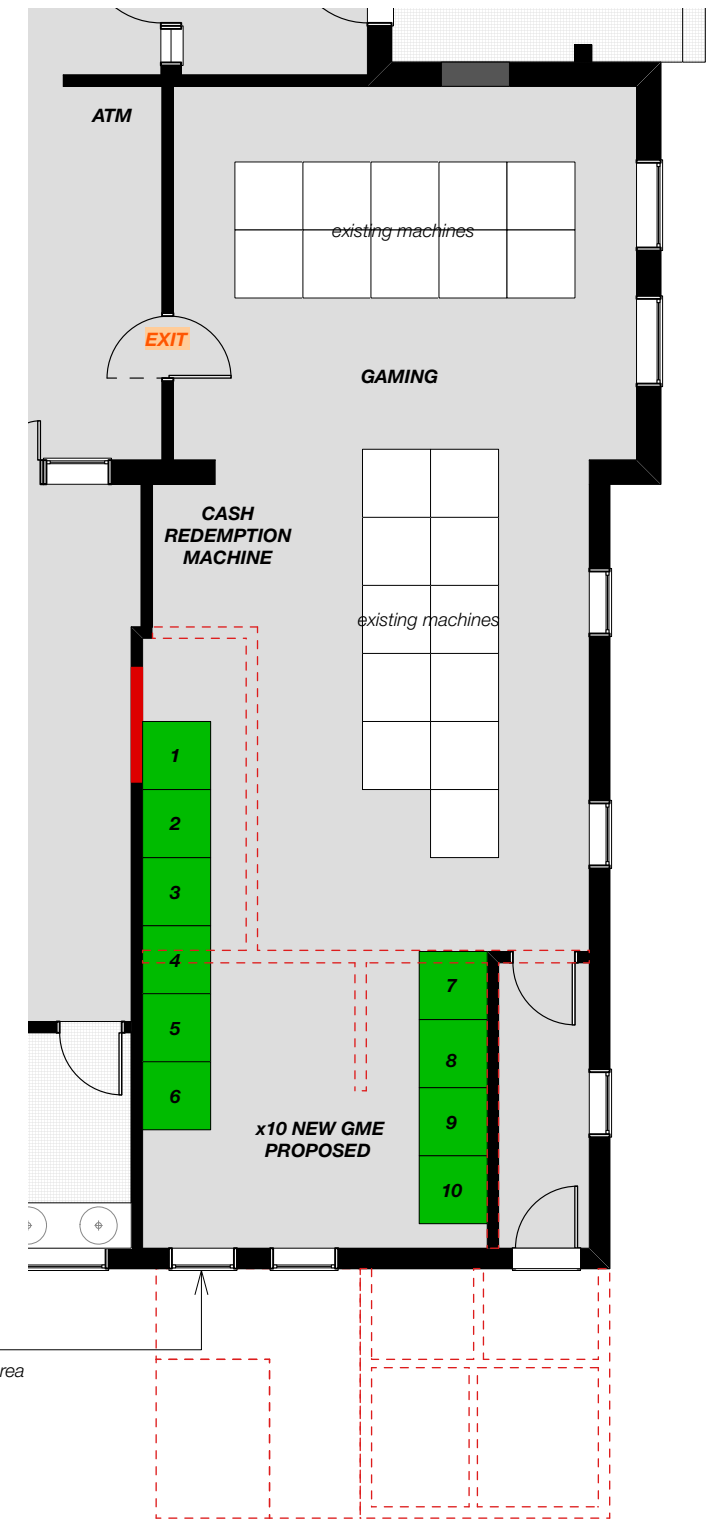 ATM
existing machines
EXIT
GAMING
CASH
REDEMPTION
MACHINE
existing machines
1
2
3
4
5
6
7
8
9
10
x10 NEW GME
PROPOSED
rea